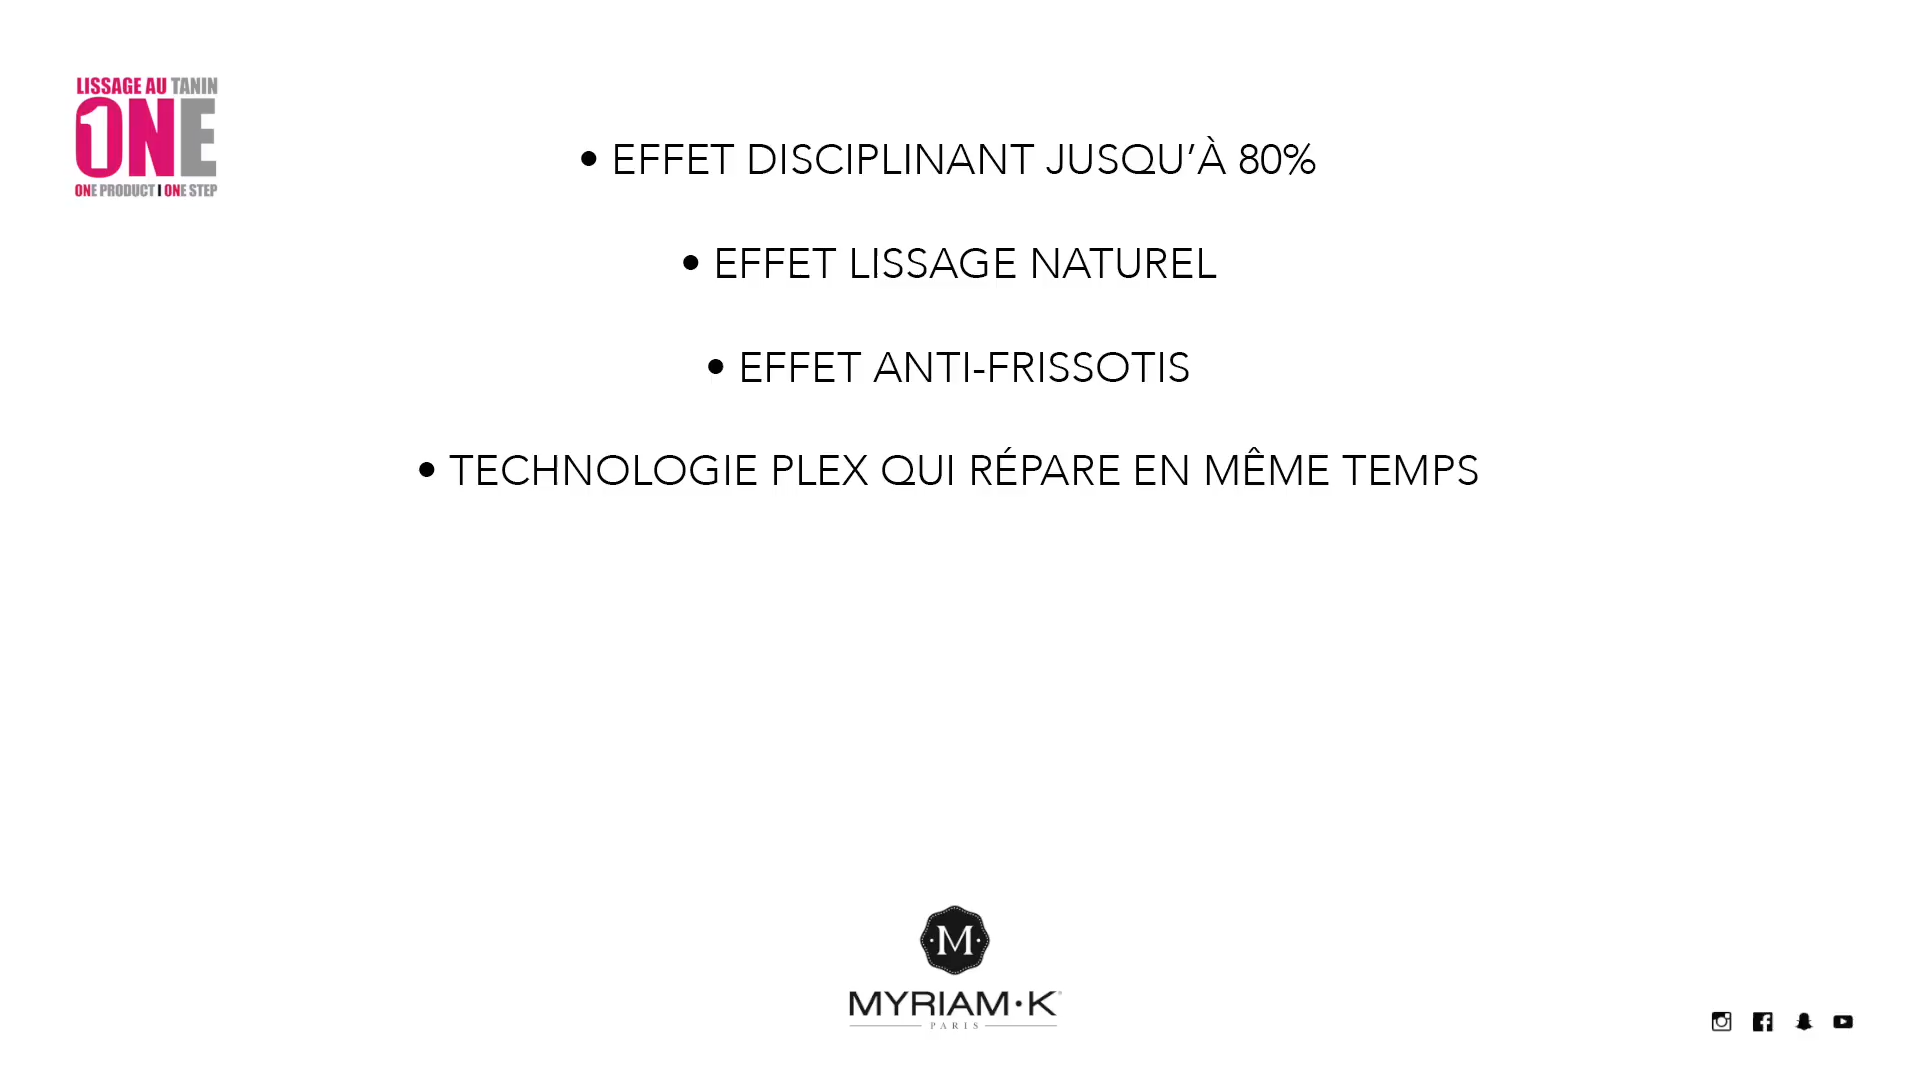 LISSAGE AU TANIN
ONE
ONE PRODUCT I ONE STEP
• EFFET DISCIPLINANT JUSQU’À 80%
• EFFET LISSAGE NATUREL
• EFFET ANTI-FRISSOTIS
• TECHNOLOGIE PLEX QUI RÉPARE EN MÊME TEMPS
M
MYRIAM•K®
PARIS